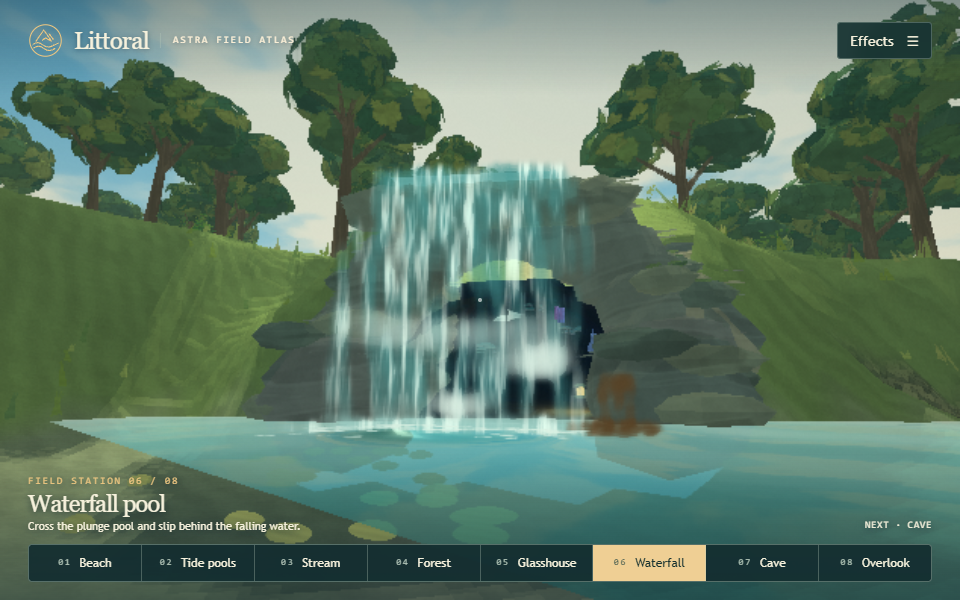 Littoral
ASTRA FIELD ATLAS
Effects ☰
FIELD STATION 06 / 08
Waterfall pool
Cross the plunge pool and slip behind the falling water.
NEXT · CAVE
01 Beach
02 Tide pools
03 Stream
04 Forest
05 Glasshouse
06 Waterfall
07 Cave
08 Overlook